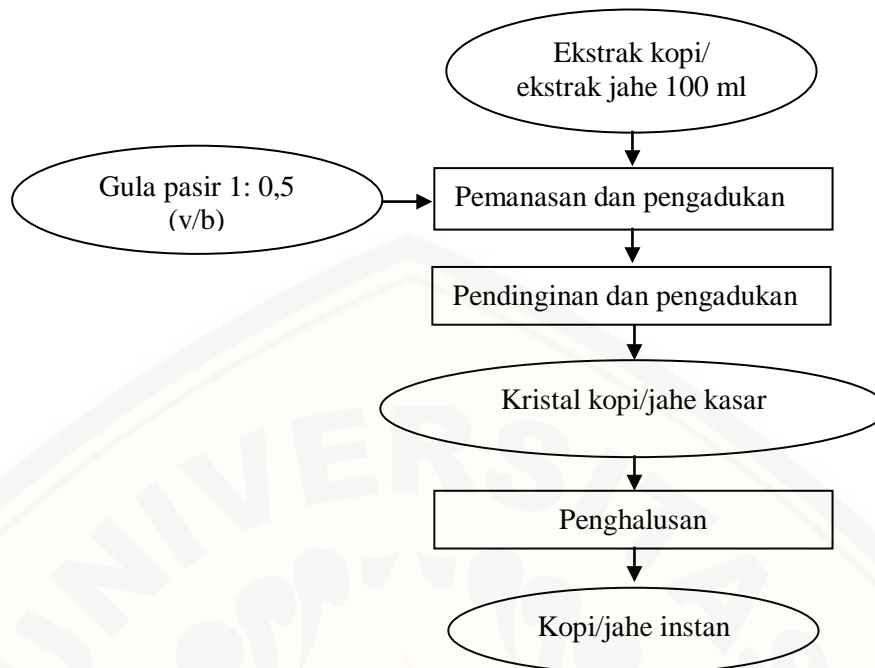 Ekstrak kopi/
ekstrak jahe 100 ml
Gula pasir 1: 0,5
(v/b)
Pemanasan dan pengadukan
Pendinginan dan pengadukan
Kristal kopi/jahe kasar
Penghalusan
Kopi/jahe instan
UNIVERSITAS